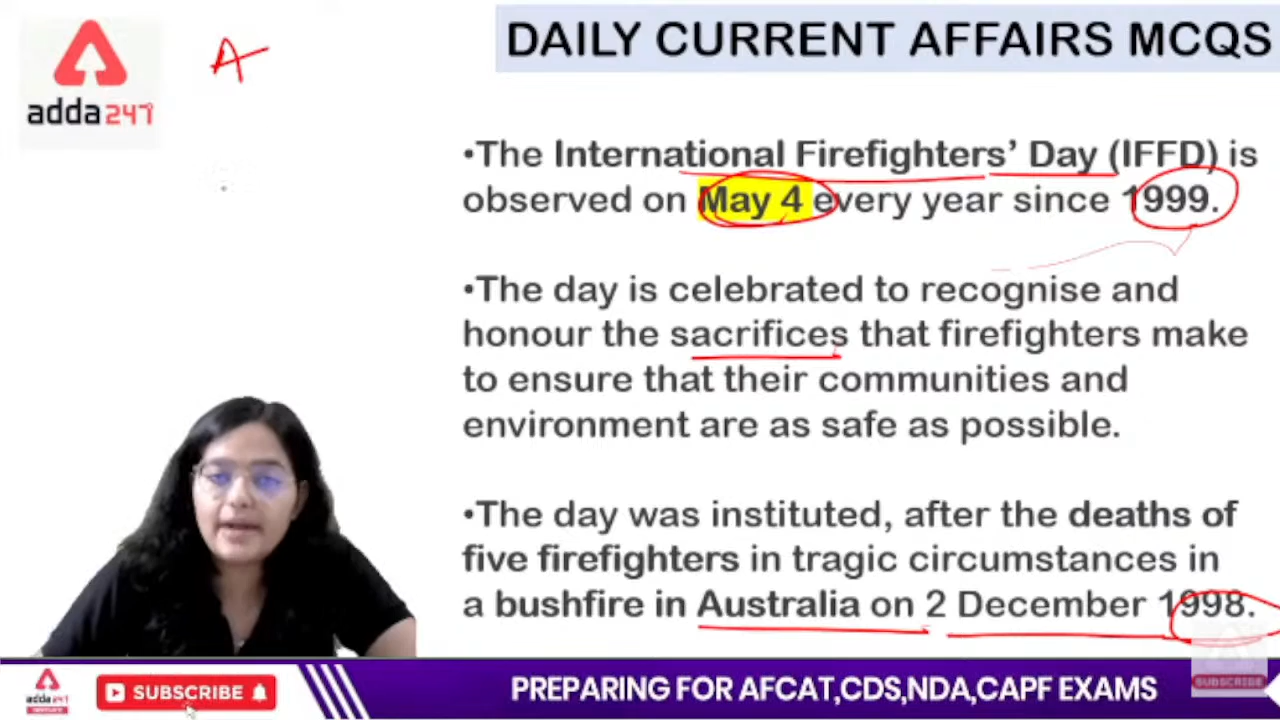 adda247
A
DAILY CURRENT AFFAIRS MCQS
•The International Firefighters' Day (IFFD) is
observed on May 4 every year since 1999.
•The day is celebrated to recognise and
honour the sacrifices that firefighters make
to ensure that their communities and
environment are as safe as possible.
•The day was instituted, after the deaths of
five firefighters in tragic circumstances in
a bushfire in Australia on 2 December 1998.
adda247
SUBSCRIBE
PREPARING FOR AFCAT,CDS,NDA,CAPF EXAMS
SUBSCRIBE